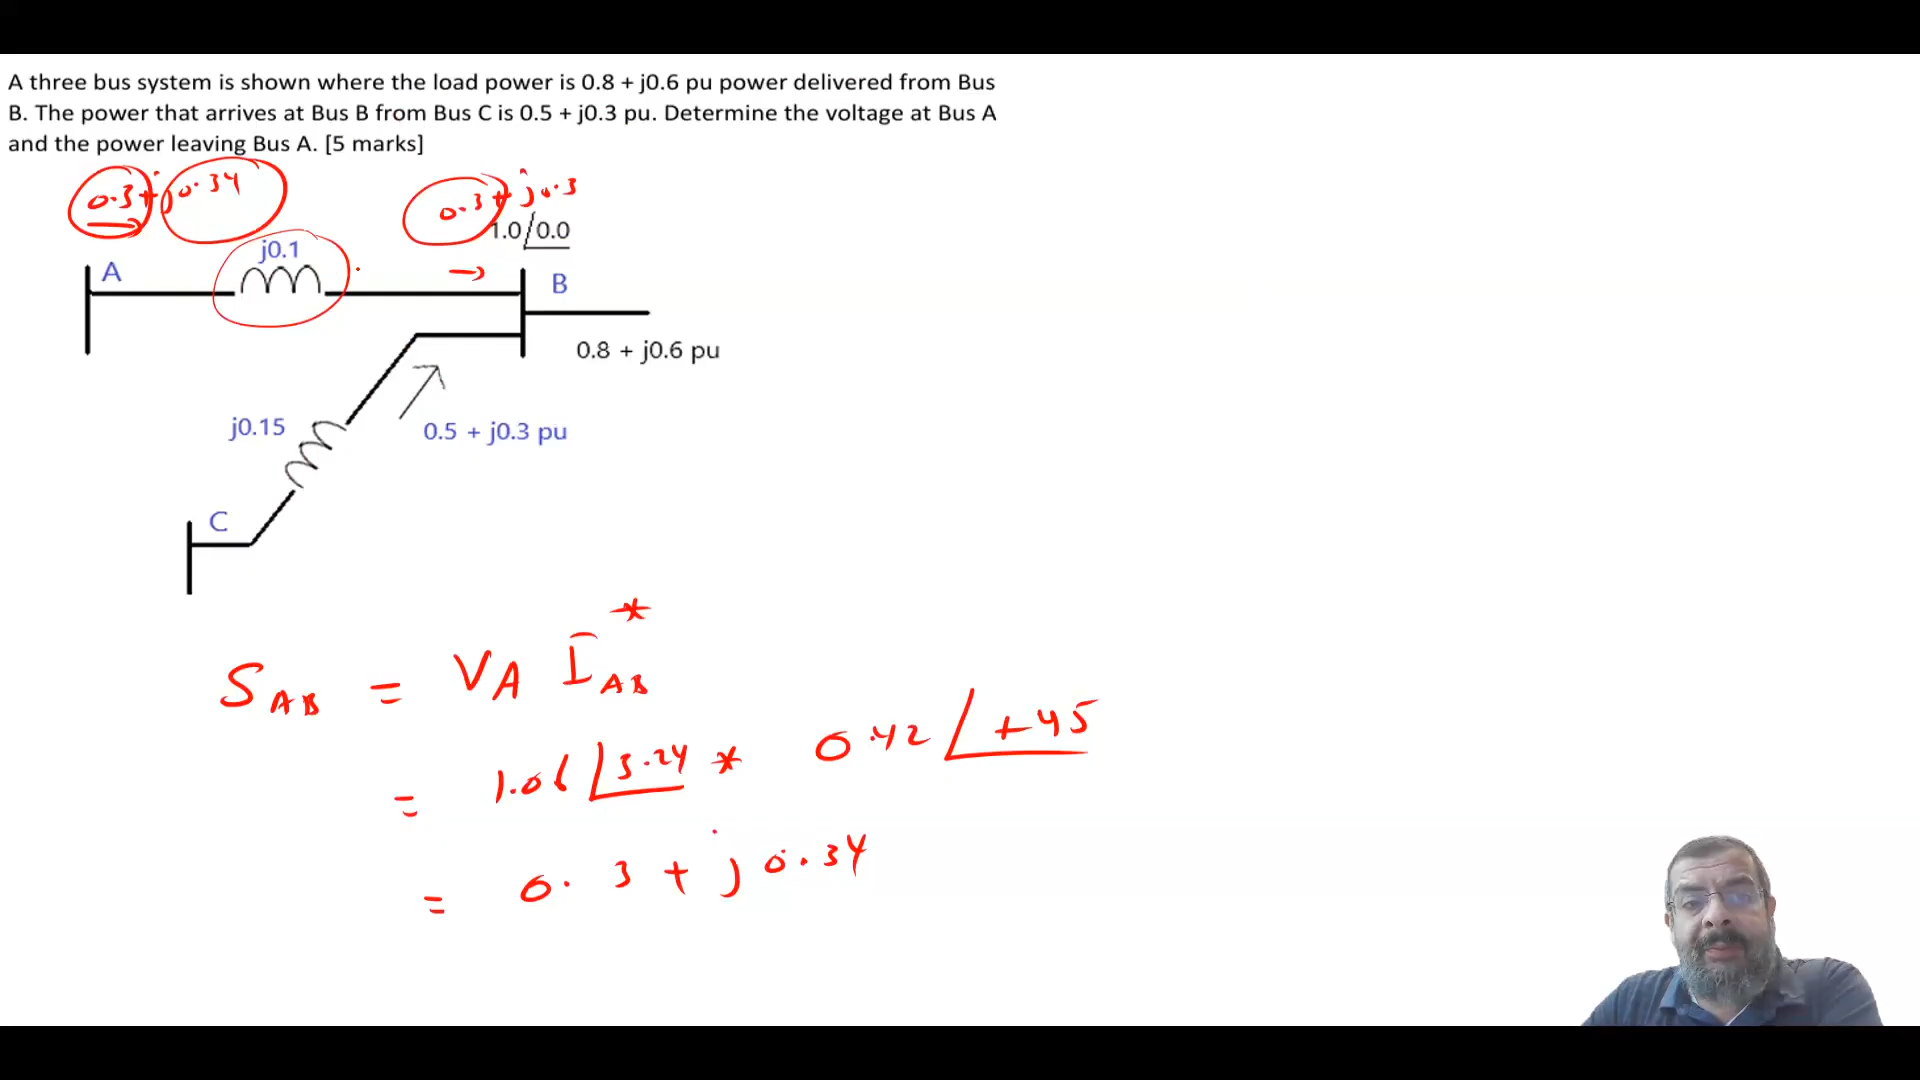 A three bus system is shown where the load power is 0.8 + j0.6 pu power delivered from Bus
B. The power that arrives at Bus B from Bus C is 0.5 + j0.3 pu. Determine the voltage at Bus A
and the power leaving Bus A. [5 marks]
0.3+j0.34
0.3+j0.3
1.0/0.0
j0.1
A
B
0.8 + j0.6 pu
j0.15
0.5 + j0.3 pu
C
S_AB = V_A I_AB*
= 1.06/3.24 * 0.42/+45
= 0.3 + j0.34